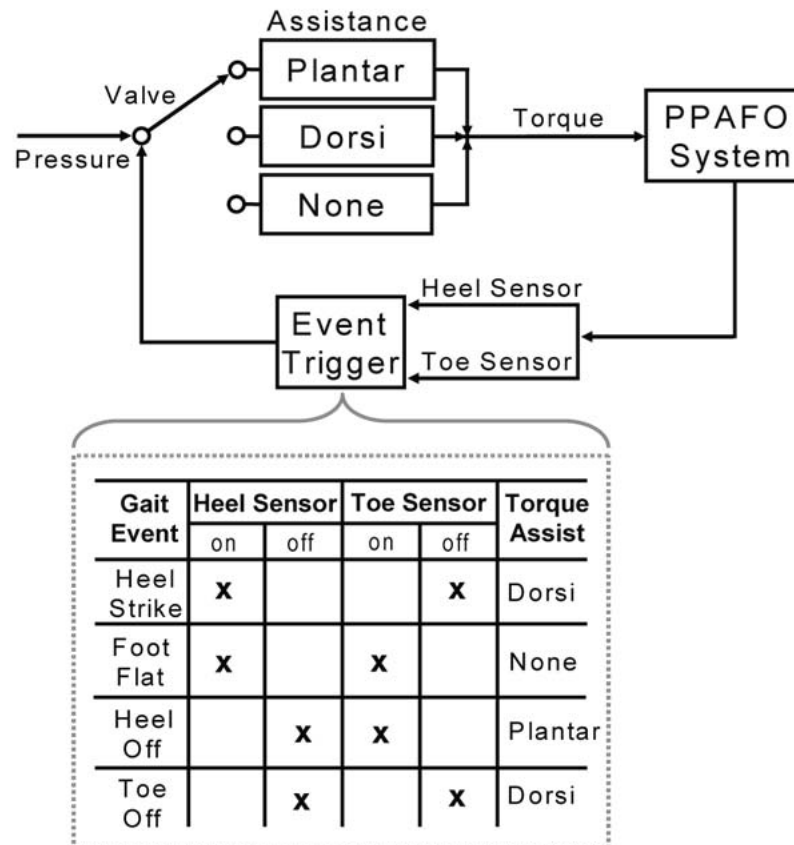 Assistance
Plantar
Valve
Pressure
Dorsi
Torque
PPAFO
System
None
Heel Sensor
Event
Trigger
Toe Sensor
Gait Event Heel Sensor Toe Sensor Torque Assist
on off on off
Heel Strike x x Dorsi
Foot Flat x x None
Heel Off x x Plantar
Toe Off x x Dorsi